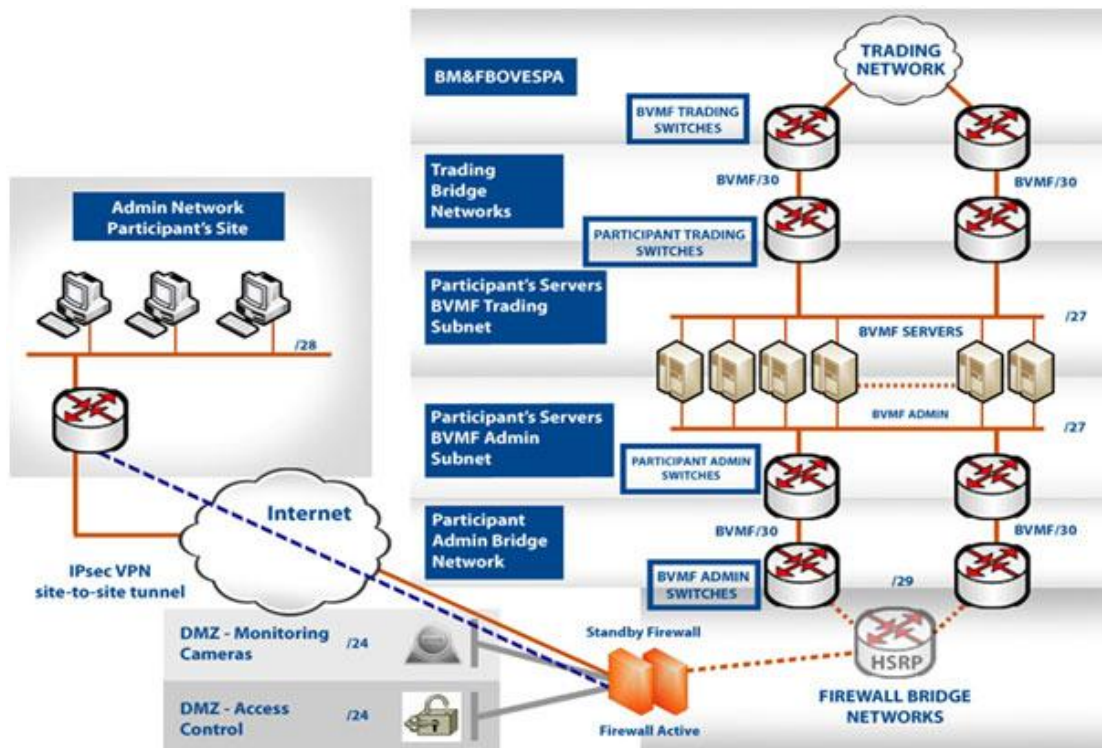 BM&FBOVESPA
TRADING
NETWORK
BVMF TRADING
SWITCHES
Trading
Bridge
Networks
BVMF/30
BVMF/30
PARTICIPANT TRADING
SWITCHES
Admin Network
Participant's Site
/28
Participant's Servers
BVMF Trading
Subnet
/27
BVMF SERVERS
Participant's Servers
BVMF Admin
Subnet
BVMF ADMIN
/27
PARTICIPANT ADMIN
SWITCHES
Internet
Participant
Admin Bridge
Network
BVMF/30
BVMF/30
BVMF ADMIN
SWITCHES
/29
IPsec VPN
site-to-site tunnel
DMZ - Monitoring
Cameras
/24
DMZ - Access
Control
/24
Standby Firewall
Firewall Active
HSRP
FIREWALL BRIDGE
NETWORKS